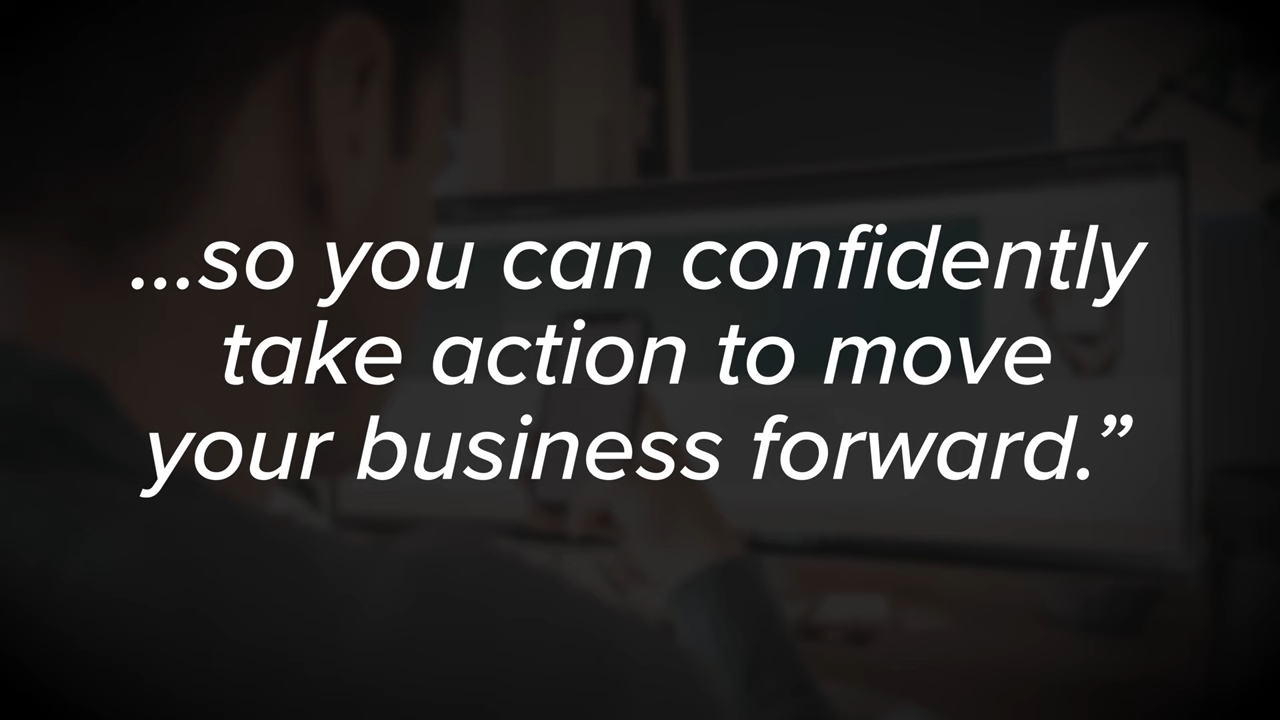 ...so you can confidently
take action to move
your business forward.”